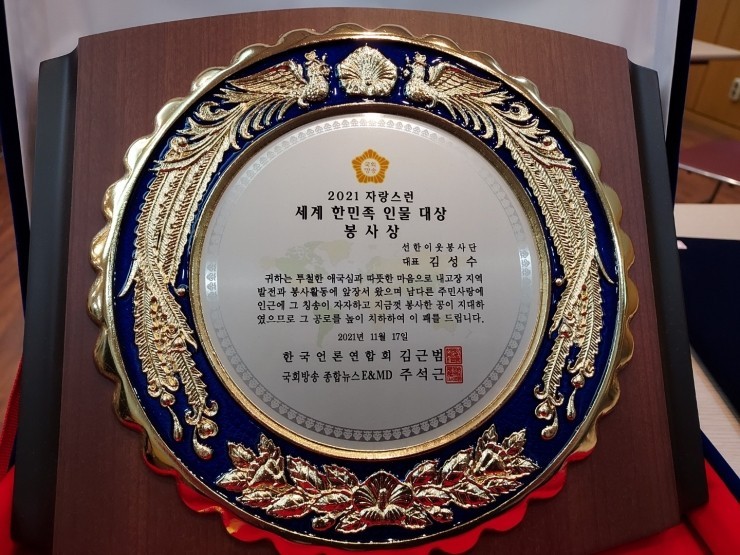 국회
방송
2021 자랑스런
세계 한민족 인물 대상
봉사상
선한이웃봉사단
대표 김성수
귀하는 투철한 애국심과 따뜻한 마음으로 내고장 지역
발전과 봉사활동에 앞장서 왔으며 남다른 주민사랑에
인근에 그 칭송이 자자하고 지금껏 봉사한 공이 지대하
였으므로 그 공로를 높이 치하하여 이 패를 드립니다.
2021년 11월 17일
한국언론연합회 김근범
국회방송 종합뉴스E&MD 주석근